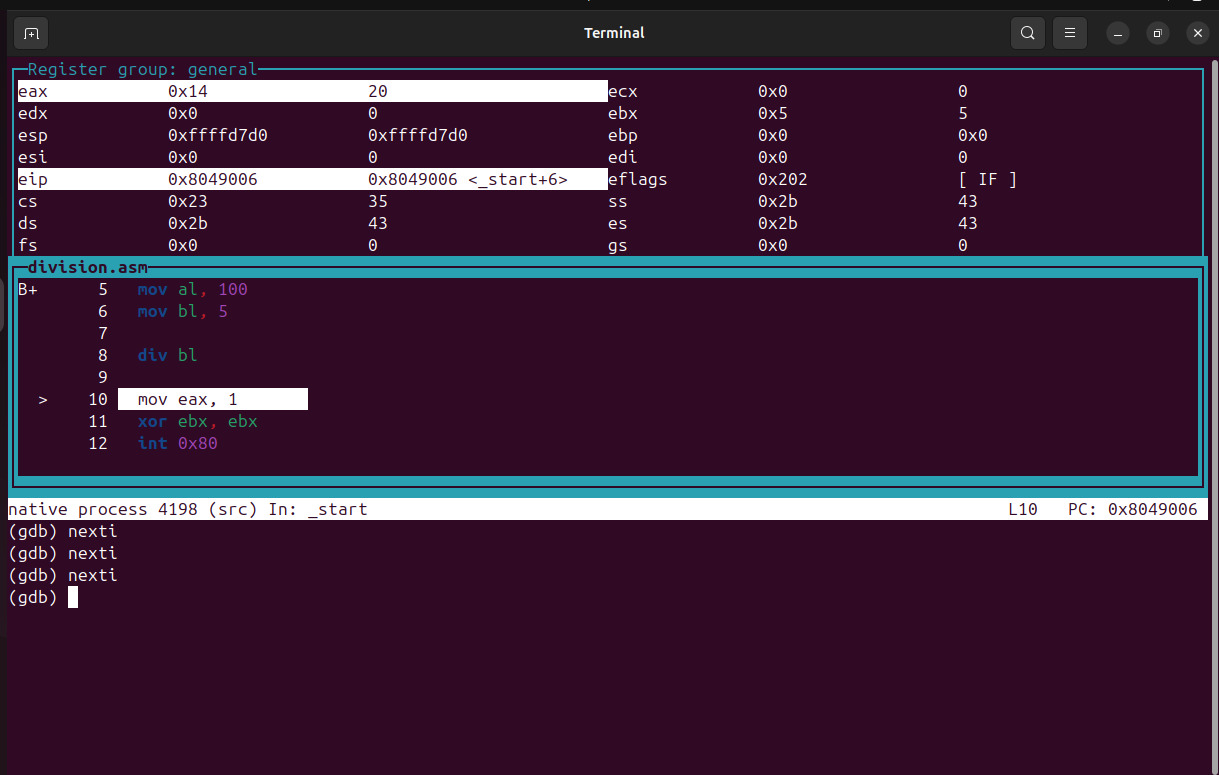 Terminal
Register group: general
eax 0x14 20 ecx 0x0 0
edx 0x0 0 ebx 0x5 5
esp 0xffffd7d0 0xffffd7d0 ebp 0x0 0x0
esi 0x0 0 edi 0x0 0
eip 0x8049006 0x8049006 <_start+6> eflags 0x202 [ IF ]
cs 0x23 35 ss 0x2b 43
ds 0x2b 43 es 0x2b 43
fs 0x0 0 gs 0x0 0
division.asm
B+ 5 mov al, 100
6 mov bl, 5
7
8 div bl
9
> 10 mov eax, 1
11 xor ebx, ebx
12 int 0x80
native process 4198 (src) In: _start L10 PC: 0x8049006
(gdb) nexti
(gdb) nexti
(gdb) nexti
(gdb)